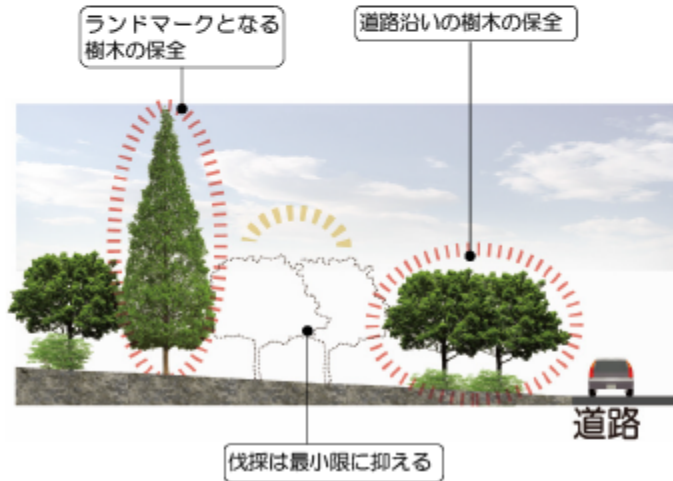 ランドマークとなる
樹木の保全
道路沿いの樹木の保全
道路
伐採は最小限に抑える